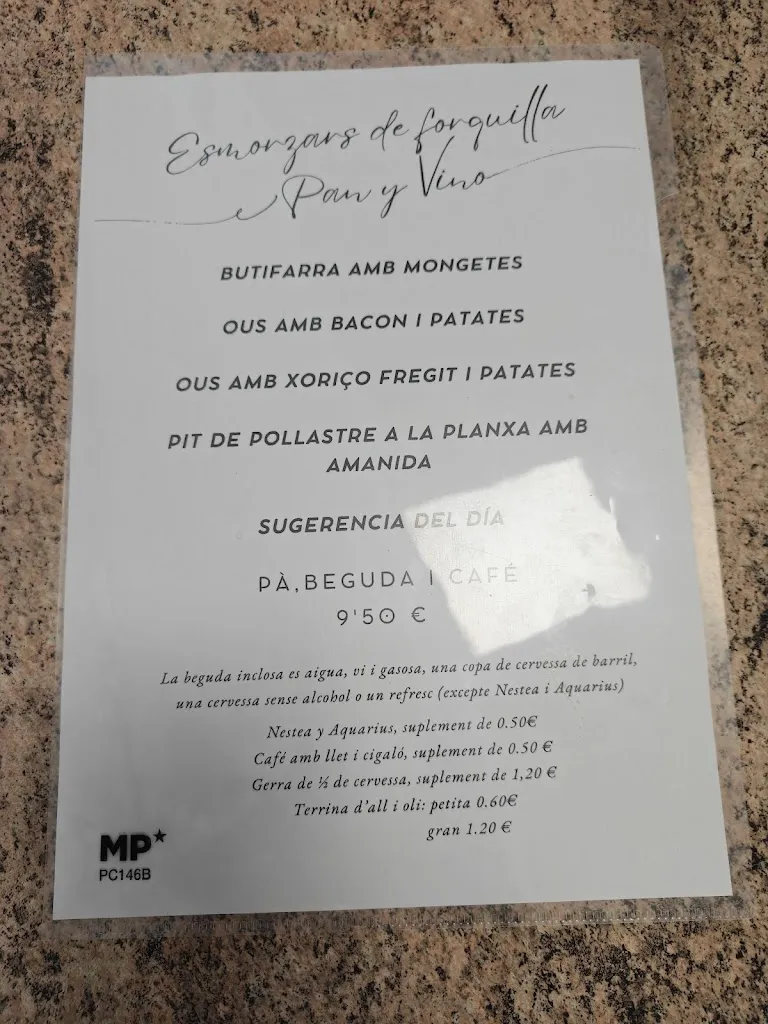 Esmorzars de forquilla
Pan y Vino
BUTIFARRA AMB MONGETES
OUS AMB BACON I PATATES
OUS AMB XORIÇO FREGIT I PATATES
PIT DE POLLASTRE A LA PLANXA AMB
AMANIDA
SUGERENCIA DEL DÍA
PÀ,BEGUDA I CAFÉ
9'50 €
La beguda inclosa es aigua, vi i gasosa, una copa de cervessa de barril,
una cervessa sense alcohol o un refresc (excepte Nestea i Aquarius)
Nestea y Aquarius, suplement de 0.50€
Café amb llet i cigaló, suplement de 0.50 €
Gerra de ½ de cervessa, suplement de 1,20 €
Terrina d'all i oli: petita 0.60€
gran 1.20 €
MP★
PC146B